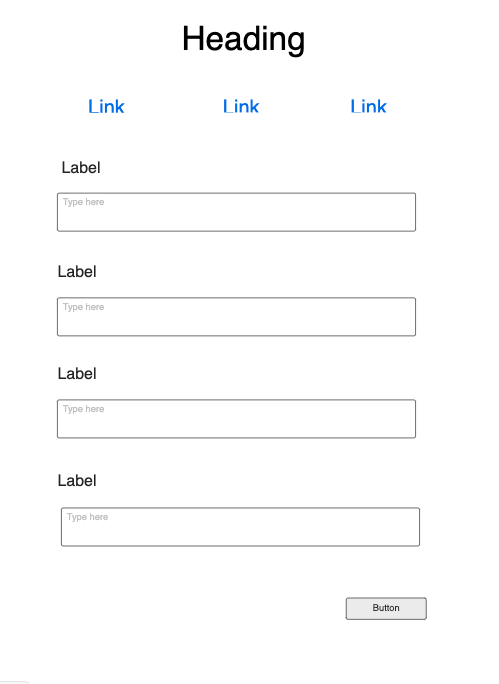 Heading
Link Link Link
Label
Type here
Label
Type here
Label
Type here
Label
Type here
Button